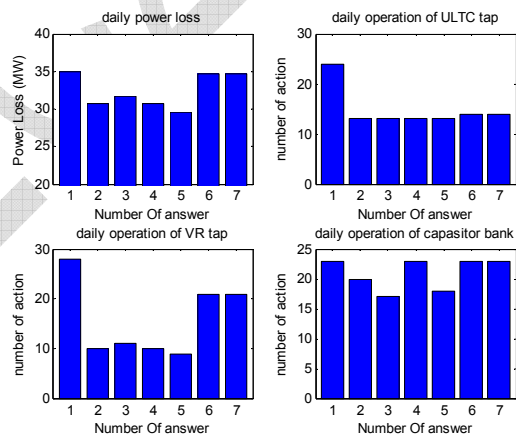 daily power loss
Power Loss (MW)
40
35
30
25
20
1 2 3 4 5 6 7
Number Of answer
daily operation of ULTC tap
number of action
30
20
10
0
1 2 3 4 5 6 7
Number Of answer
daily operation of VR tap
number of action
30
20
10
0
1 2 3 4 5 6 7
Number Of answer
daily operation of capasitor bank
number of action
25
20
15
10
5
0
1 2 3 4 5 6 7
Number Of answer